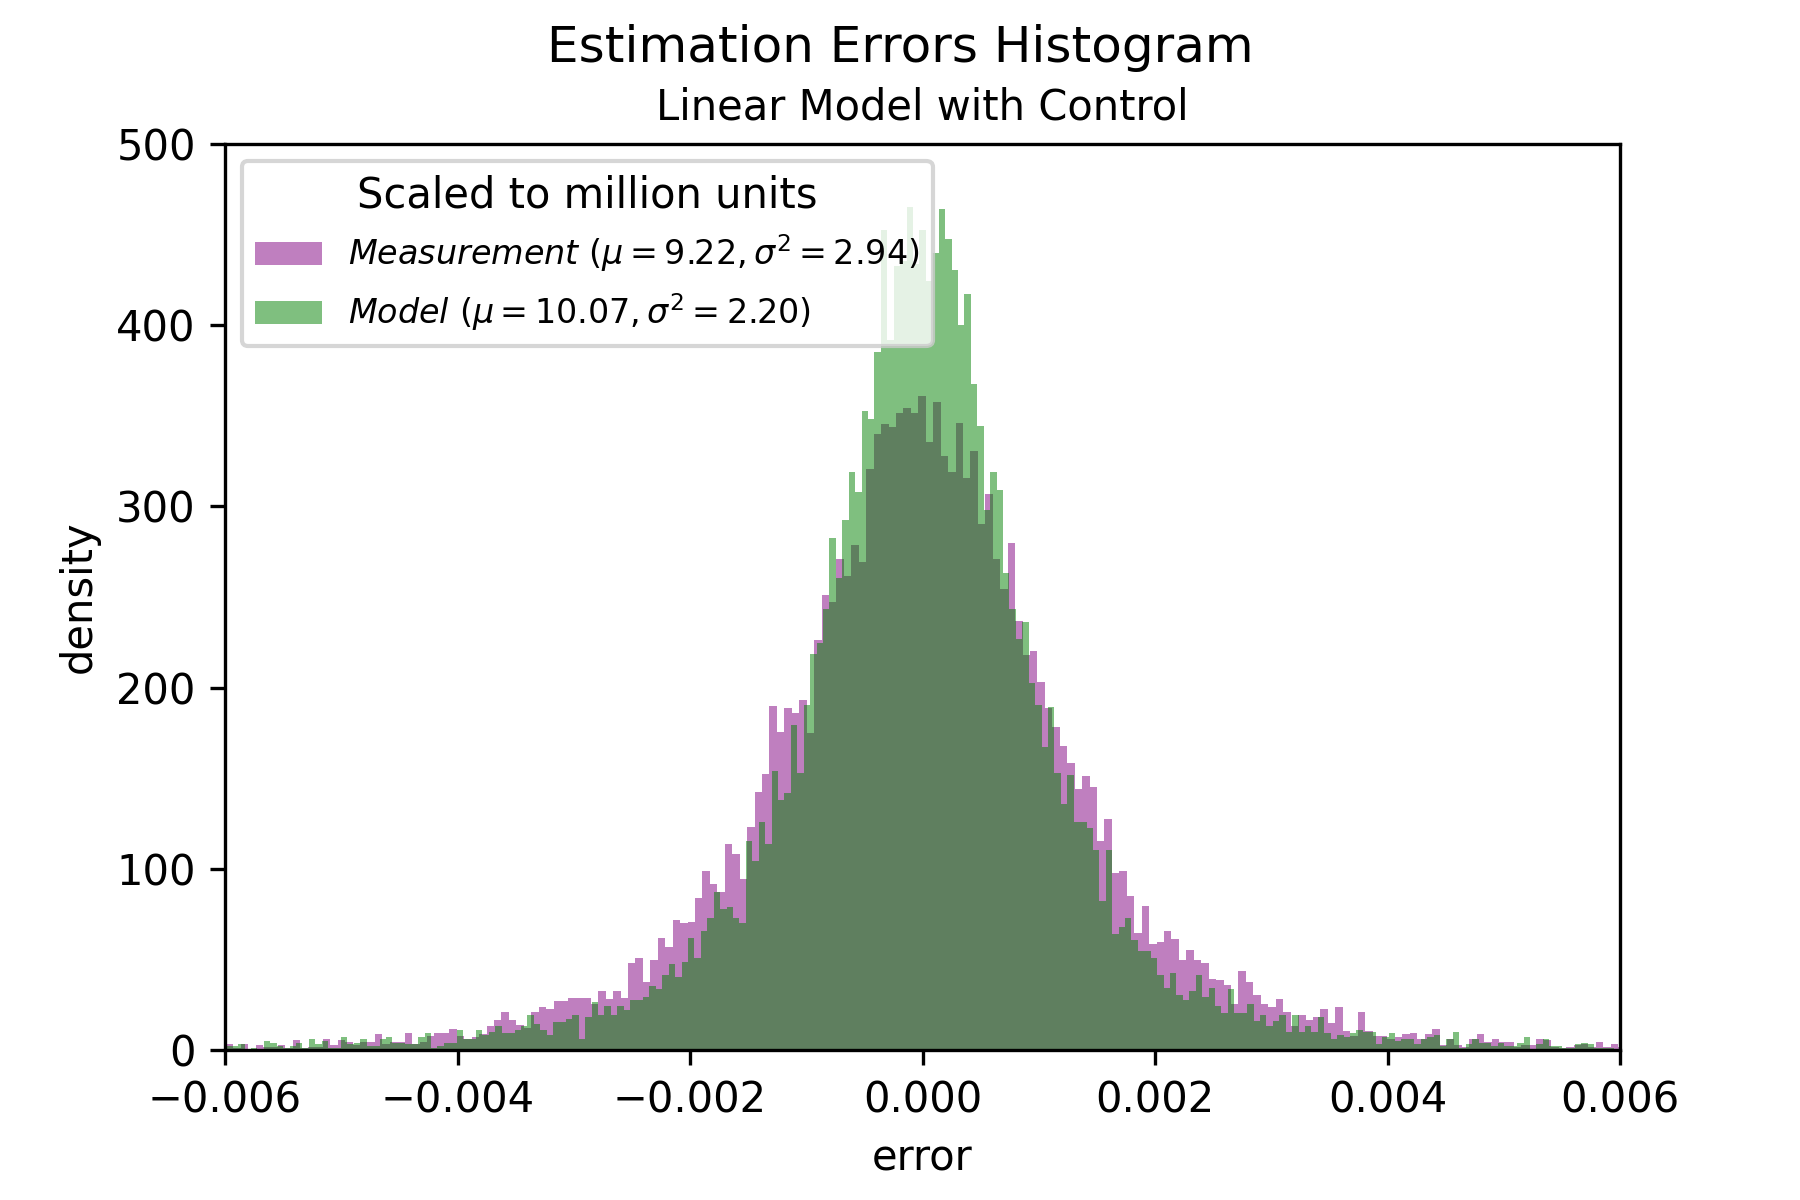 Estimation Errors Histogram
Linear Model with Control
Scaled to million units
Measurement (μ = 9.22, σ² = 2.94)
Model (μ = 10.07, σ² = 2.20)
density
500
400
300
200
100
0
−0.006 −0.004 −0.002 0.000 0.002 0.004 0.006
error